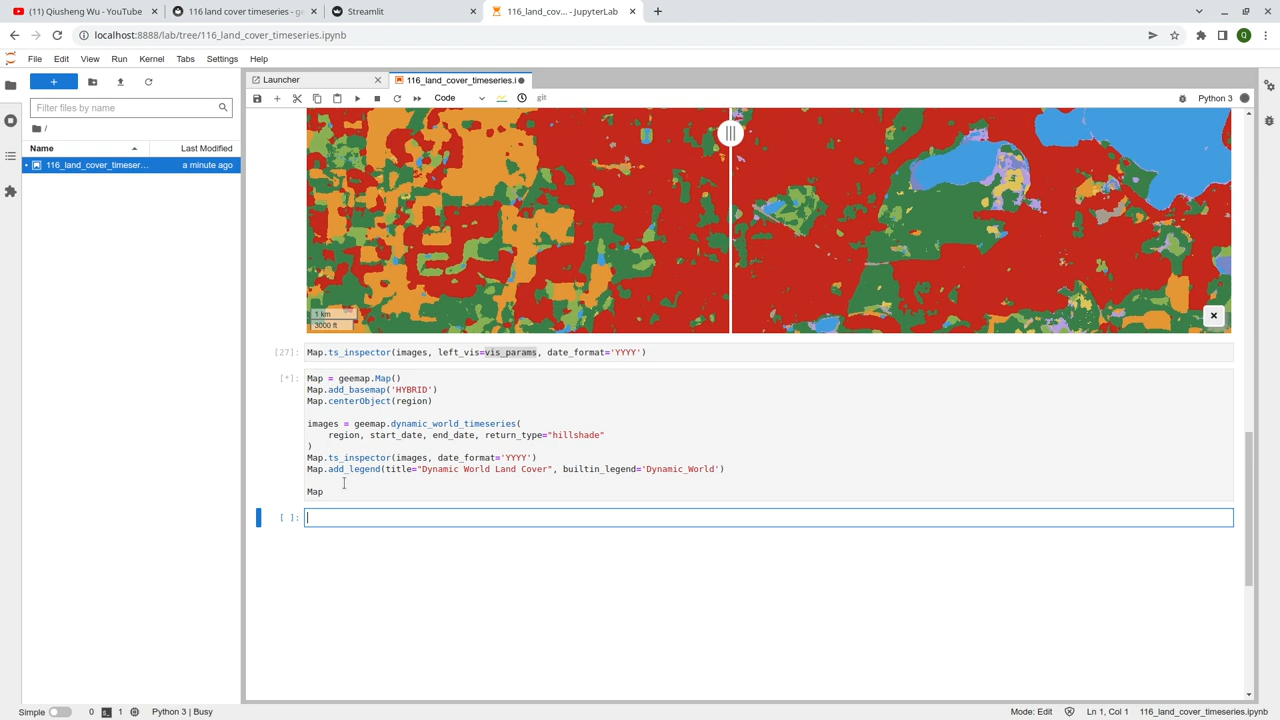 (11) Qiusheng Wu - YouTube
116 land cover timeseries - ge
Streamlit
116_land_cov... - JupyterLab
localhost:8888/lab/tree/116_land_cover_timeseries.ipynb
Q
File Edit View Run Kernel Tabs Settings Help
Launcher
116_land_cover_timeseries.i
Code
git
Python 3
Filter files by name
/
Name
Last Modified
116_land_cover_timeser...
a minute ago
1 km
3000 ft
[27]:
Map.ts_inspector(images, left_vis=vis_params, date_format='YYYY')
[*]:
Map = geemap.Map()
Map.add_basemap('HYBRID')
Map.centerObject(region)
images = geemap.dynamic_world_timeseries(
region, start_date, end_date, return_type="hillshade"
)
Map.ts_inspector(images, date_format='YYYY')
Map.add_legend(title="Dynamic World Land Cover", builtin_legend='Dynamic_World')
Map
[ ]:
Simple
0
1
Python 3 | Busy
Mode: Edit
Ln 1, Col 1
116_land_cover_timeseries.ipynb